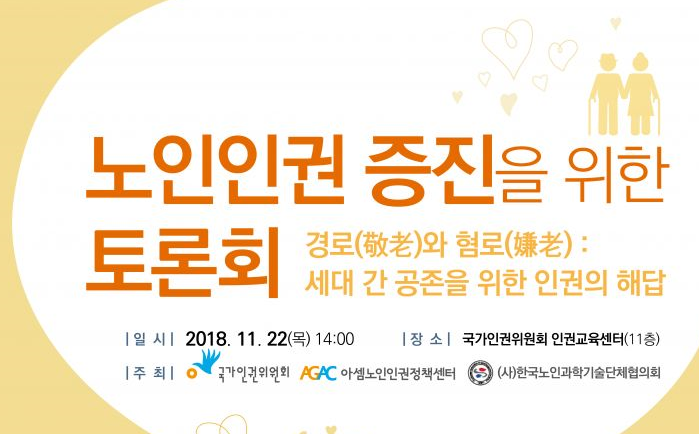 노인인권 증진을 위한
토론회
경로(敬老)와 혐로(嫌老) :
세대 간 공존을 위한 인권의 해답
|일 시| 2018. 11. 22(목) 14:00 |장 소| 국가인권위원회 인권교육센터(11층)
|주 최| 국가인권위원회 AGAC 아셈노인인권정책센터 (사)한국노인과학기술단체협의회